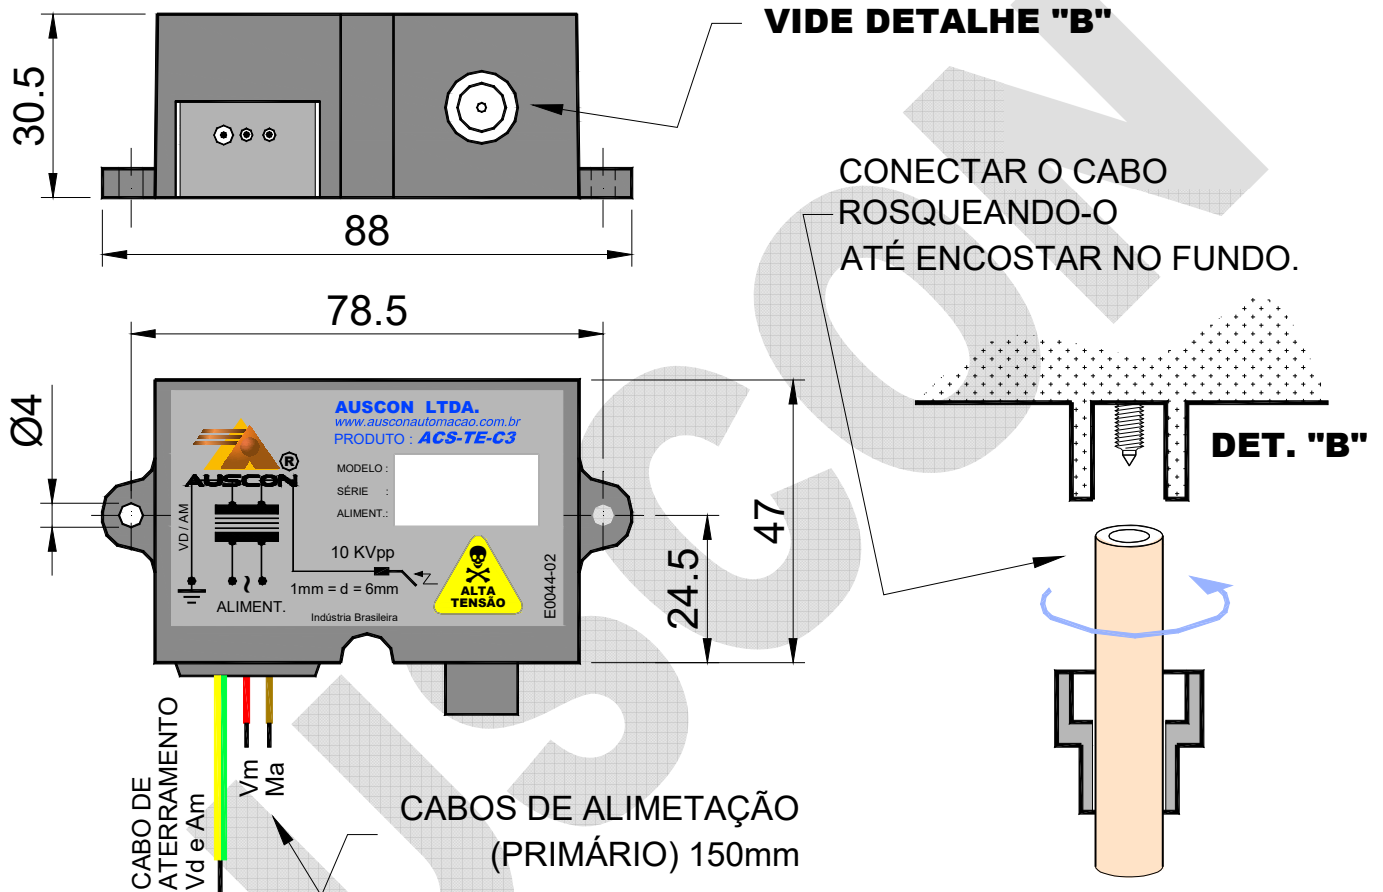 VIDE DETALHE "B"
30.5
88
CONECTAR O CABO
ROSQUEANDO-O
ATÉ ENCOSTAR NO FUNDO.
78.5
Ø4
AUSCON LTDA.
www.ausconautomacao.com.br
PRODUTO : ACS-TE-C3
MODELO :
SÉRIE :
ALIMENT.:
AUSCON
®
VD / AM
~
ALIMENT.
10 KVpp
1mm = d = 6mm
Indústria Brasileira
ALTA
TENSÃO
E0044-02
47
24.5
DET. "B"
CABO DE
ATERRAMENTO
Vd e Am
Vm
Ma
CABOS DE ALIMETAÇÃO
(PRIMÁRIO) 150mm
AUSCON